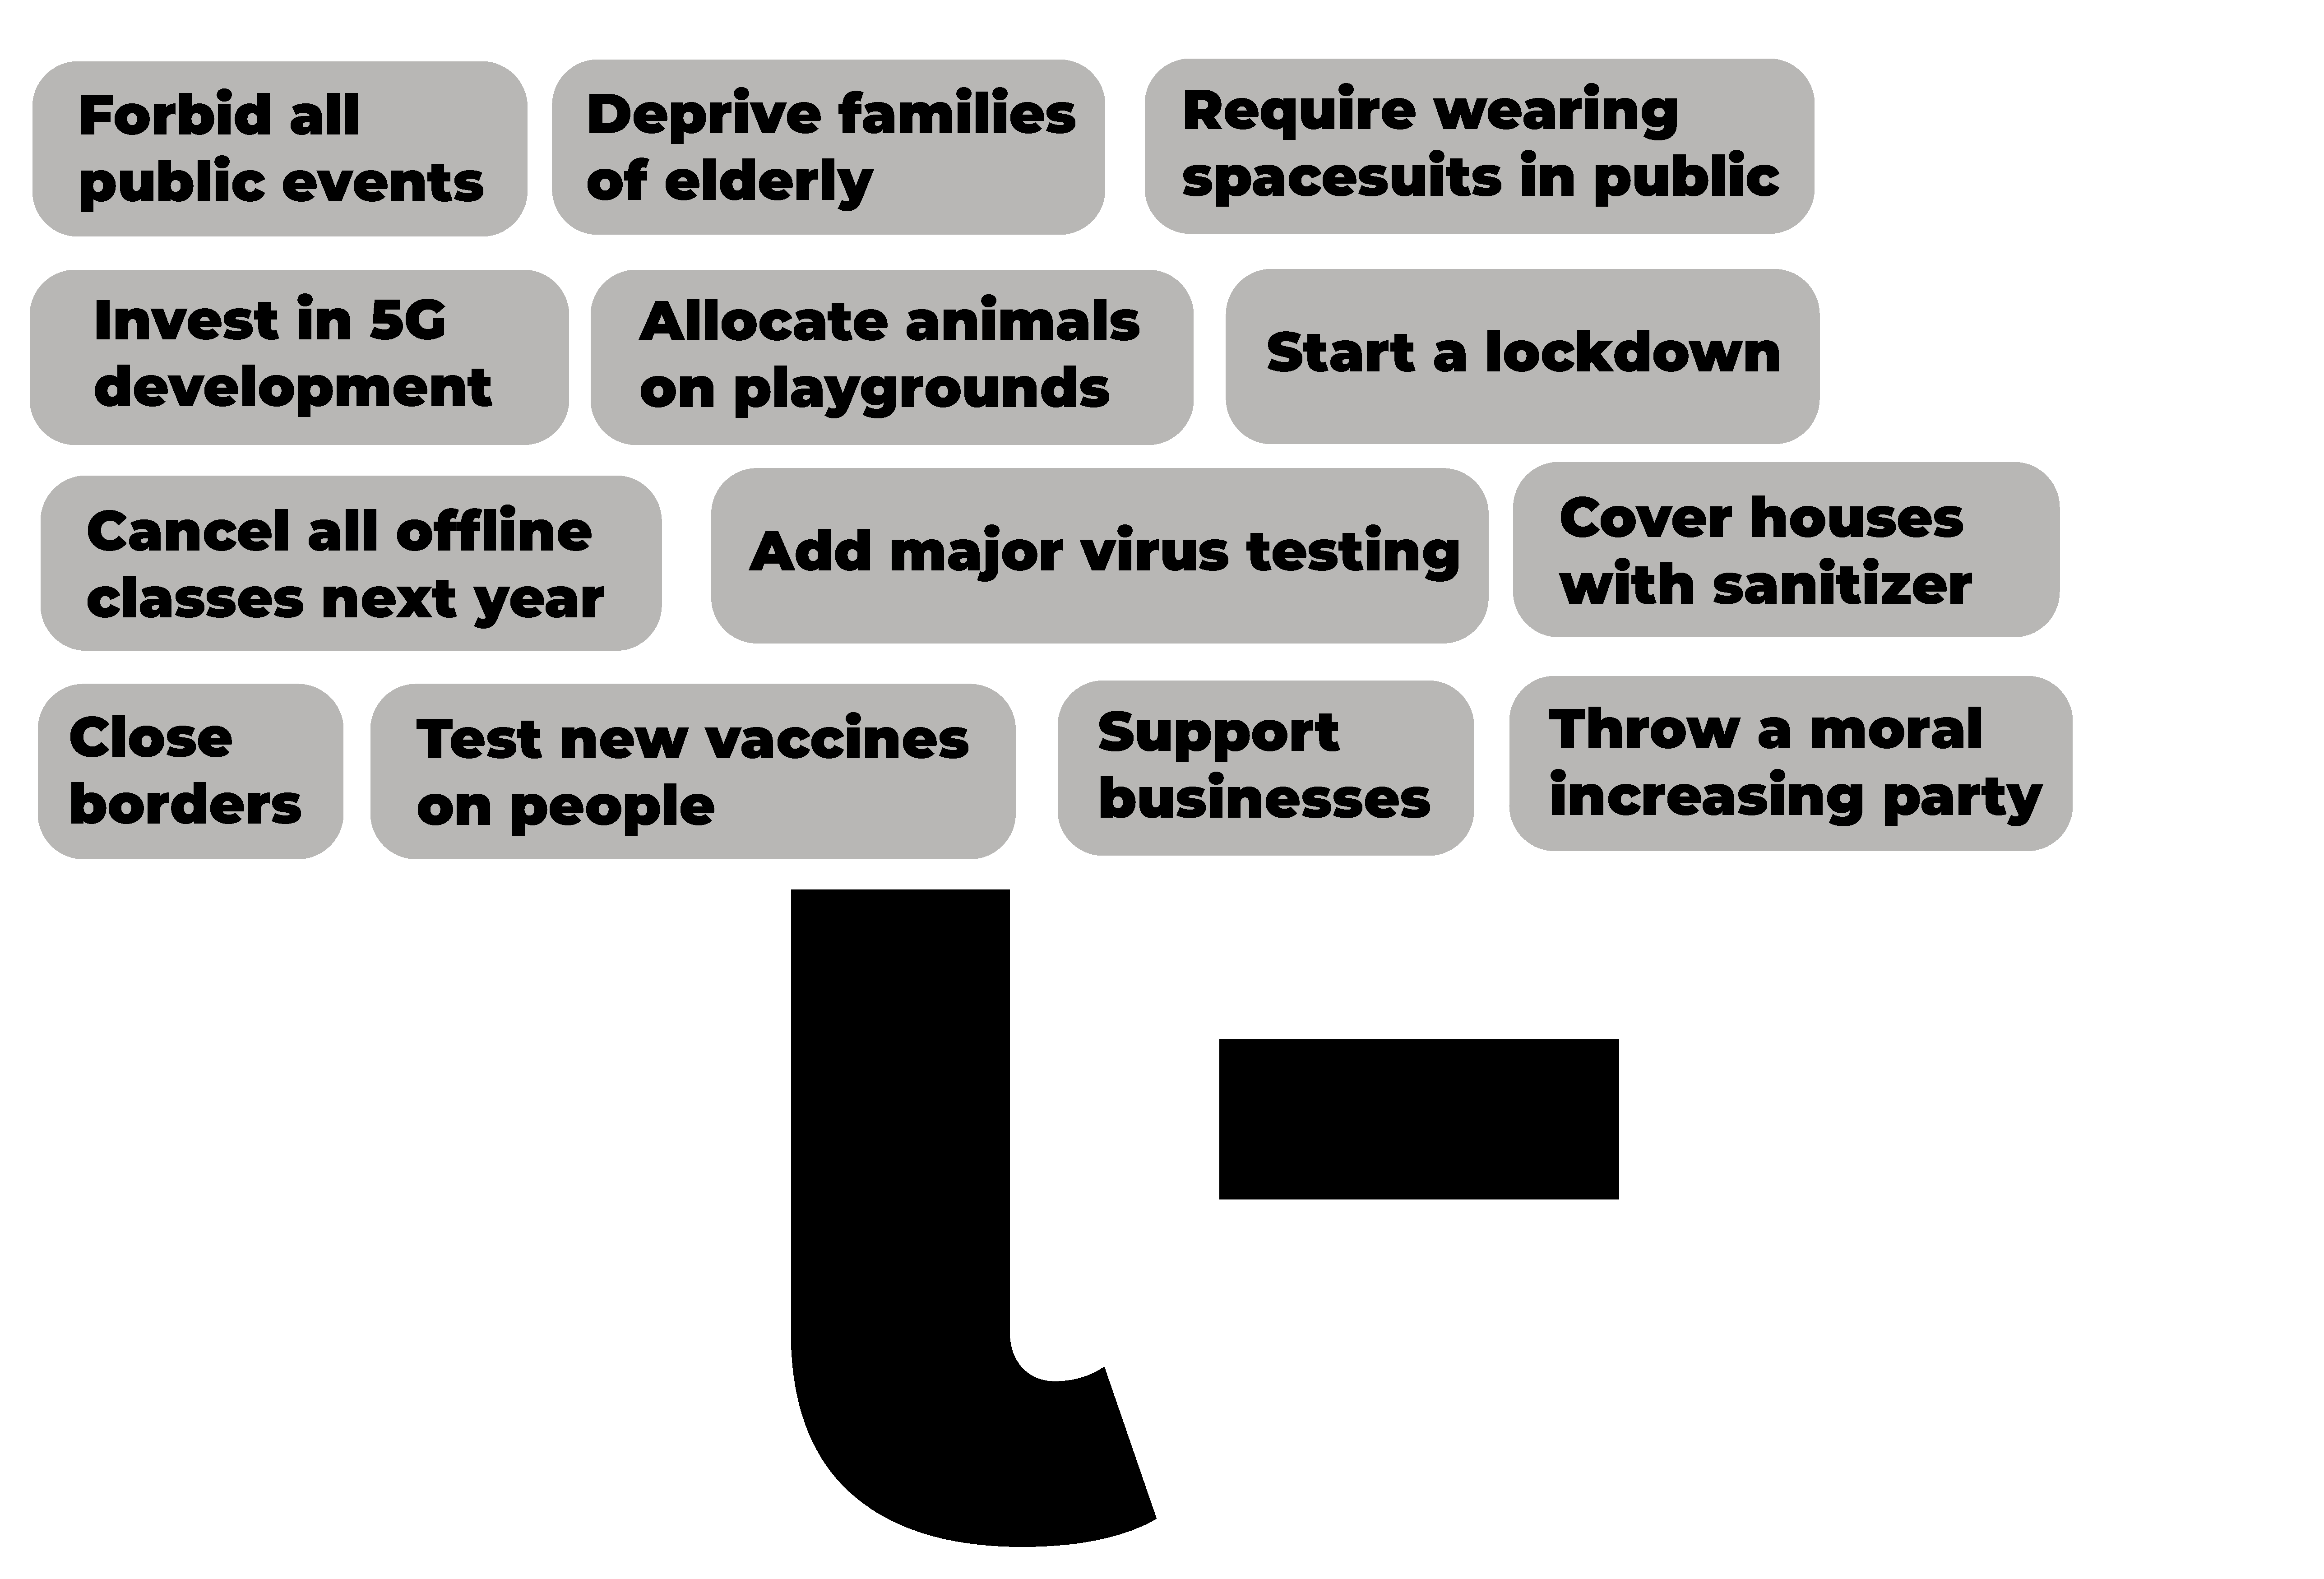 Forbid all
public events
Deprive families
of elderly
Require wearing
spacesuits in public
Invest in 5G
development
Allocate animals
on playgrounds
Start a lockdown
Cancel all offline
classes next year
Add major virus testing
Cover houses
with sanitizer
Close
borders
Test new vaccines
on people
Support
businesses
Throw a moral
increasing party